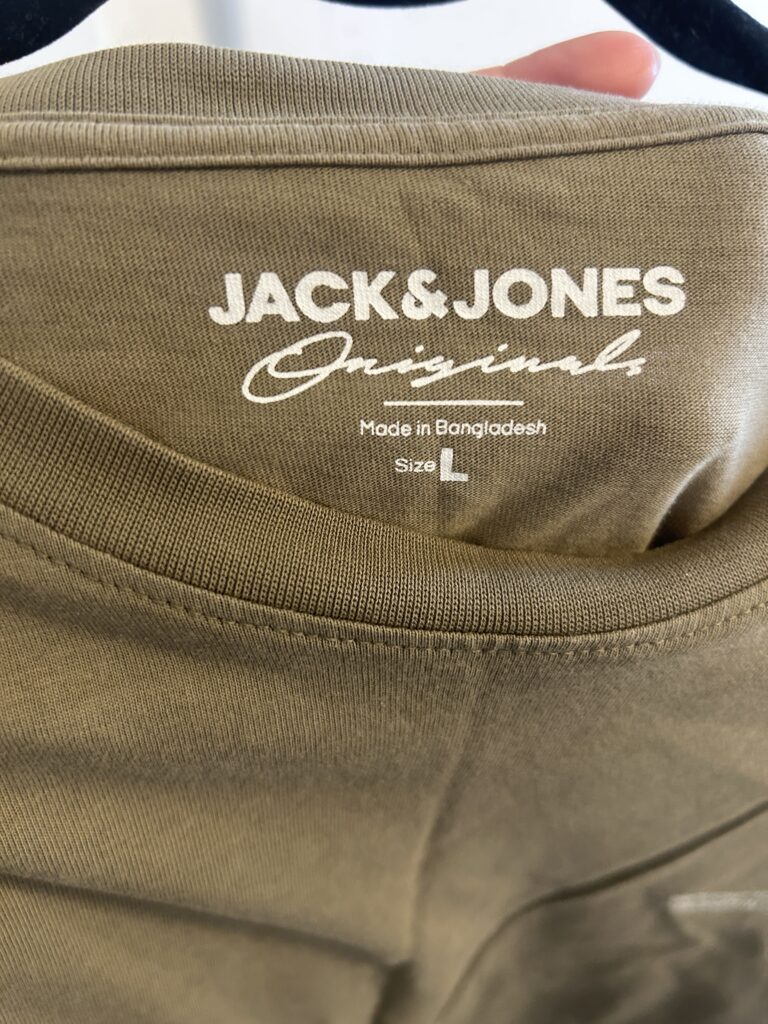 JACK&JONES
Originals
Made in Bangladesh
Size L